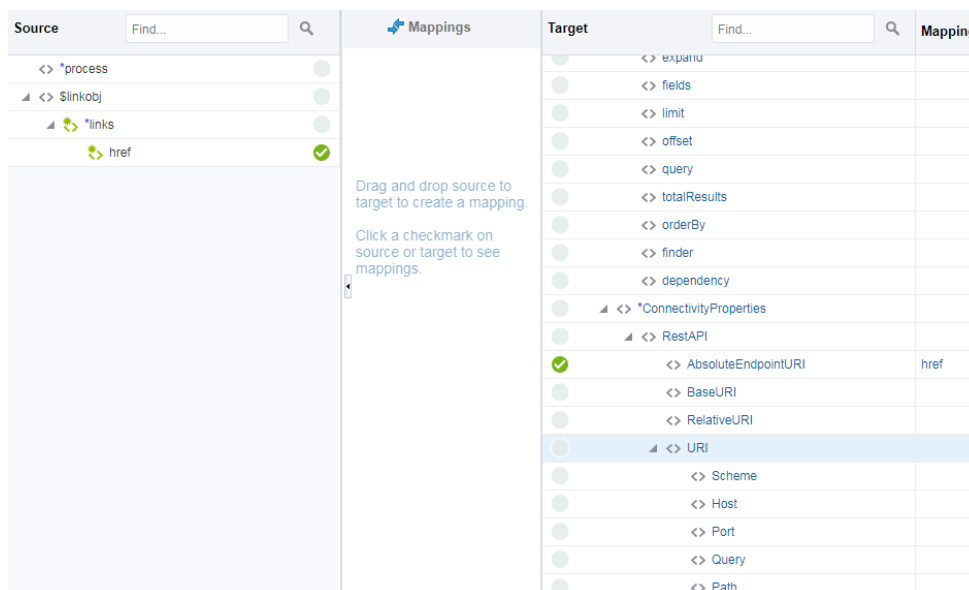 Source
Find...
Mappings
Target
Find...
Mapping
*process
$linkobj
*links
href
Drag and drop source to
target to create a mapping.
Click a checkmark on
source or target to see
mappings.
expand
fields
limit
offset
query
totalResults
orderBy
finder
dependency
*ConnectivityProperties
RestAPI
AbsoluteEndpointURI
href
BaseURI
RelativeURI
URI
Scheme
Host
Port
Query
Path